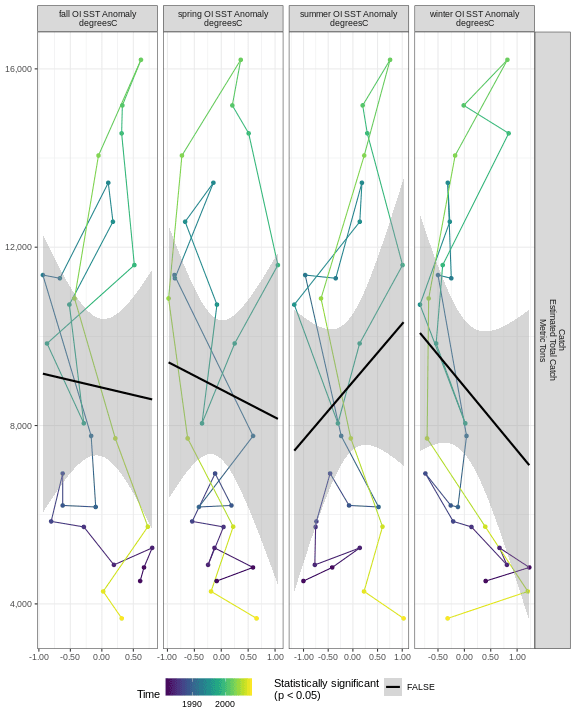 fall OI SST Anomaly
degreesC
spring OI SST Anomaly
degreesC
summer OI SST Anomaly
degreesC
winter OI SST Anomaly
degreesC
16,000
12,000
8,000
4,000
Catch
Estimated Total Catch
Metric Tons
-1.00 -0.50 0.00 0.50
-1.00 -0.50 0.00 0.50 1.00
-1.00 -0.50 0.00 0.50 1.00
-0.50 0.00 0.50 1.00
Time
1990 2000
Statistically significant
(p < 0.05)
FALSE